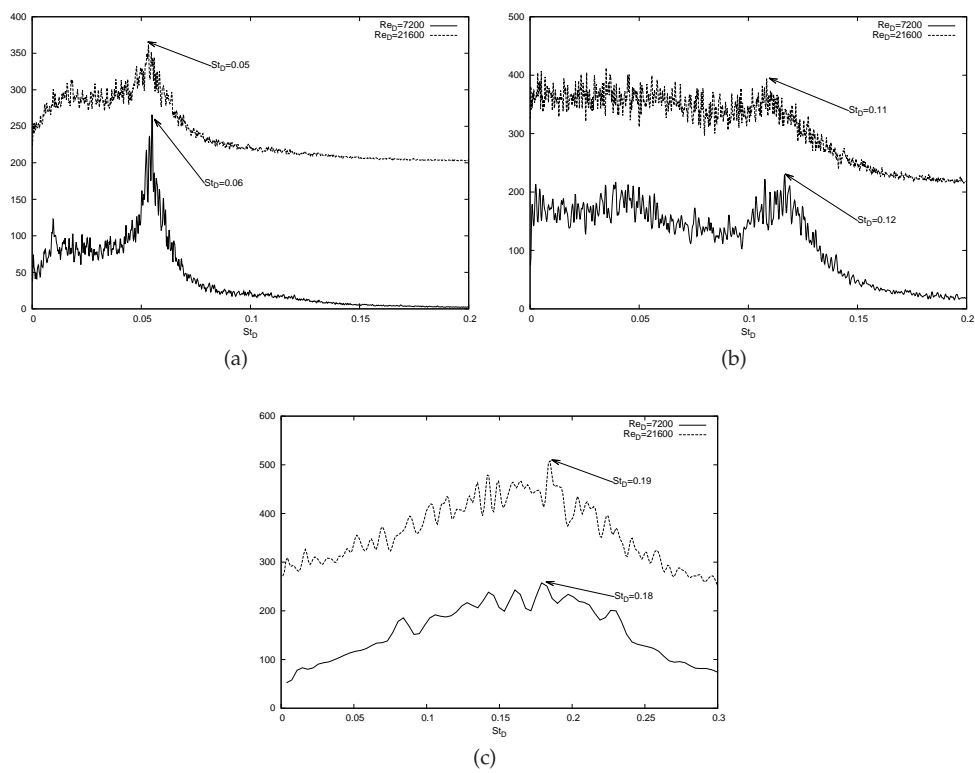 Re_D=7200
Re_D=21600
400
350
300
250
200
150
100
50
0
St_D=0.05
St_D=0.06
0 0.05 0.1 0.15 0.2
St_D
(a)
Re_D=7200
Re_D=21600
500
400
300
200
100
0
St_D=0.11
St_D=0.12
0 0.05 0.1 0.15 0.2
St_D
(b)
Re_D=7200
Re_D=21600
600
500
400
300
200
100
0
St_D=0.19
St_D=0.18
0 0.05 0.1 0.15 0.2 0.25 0.3
St_D
(c)